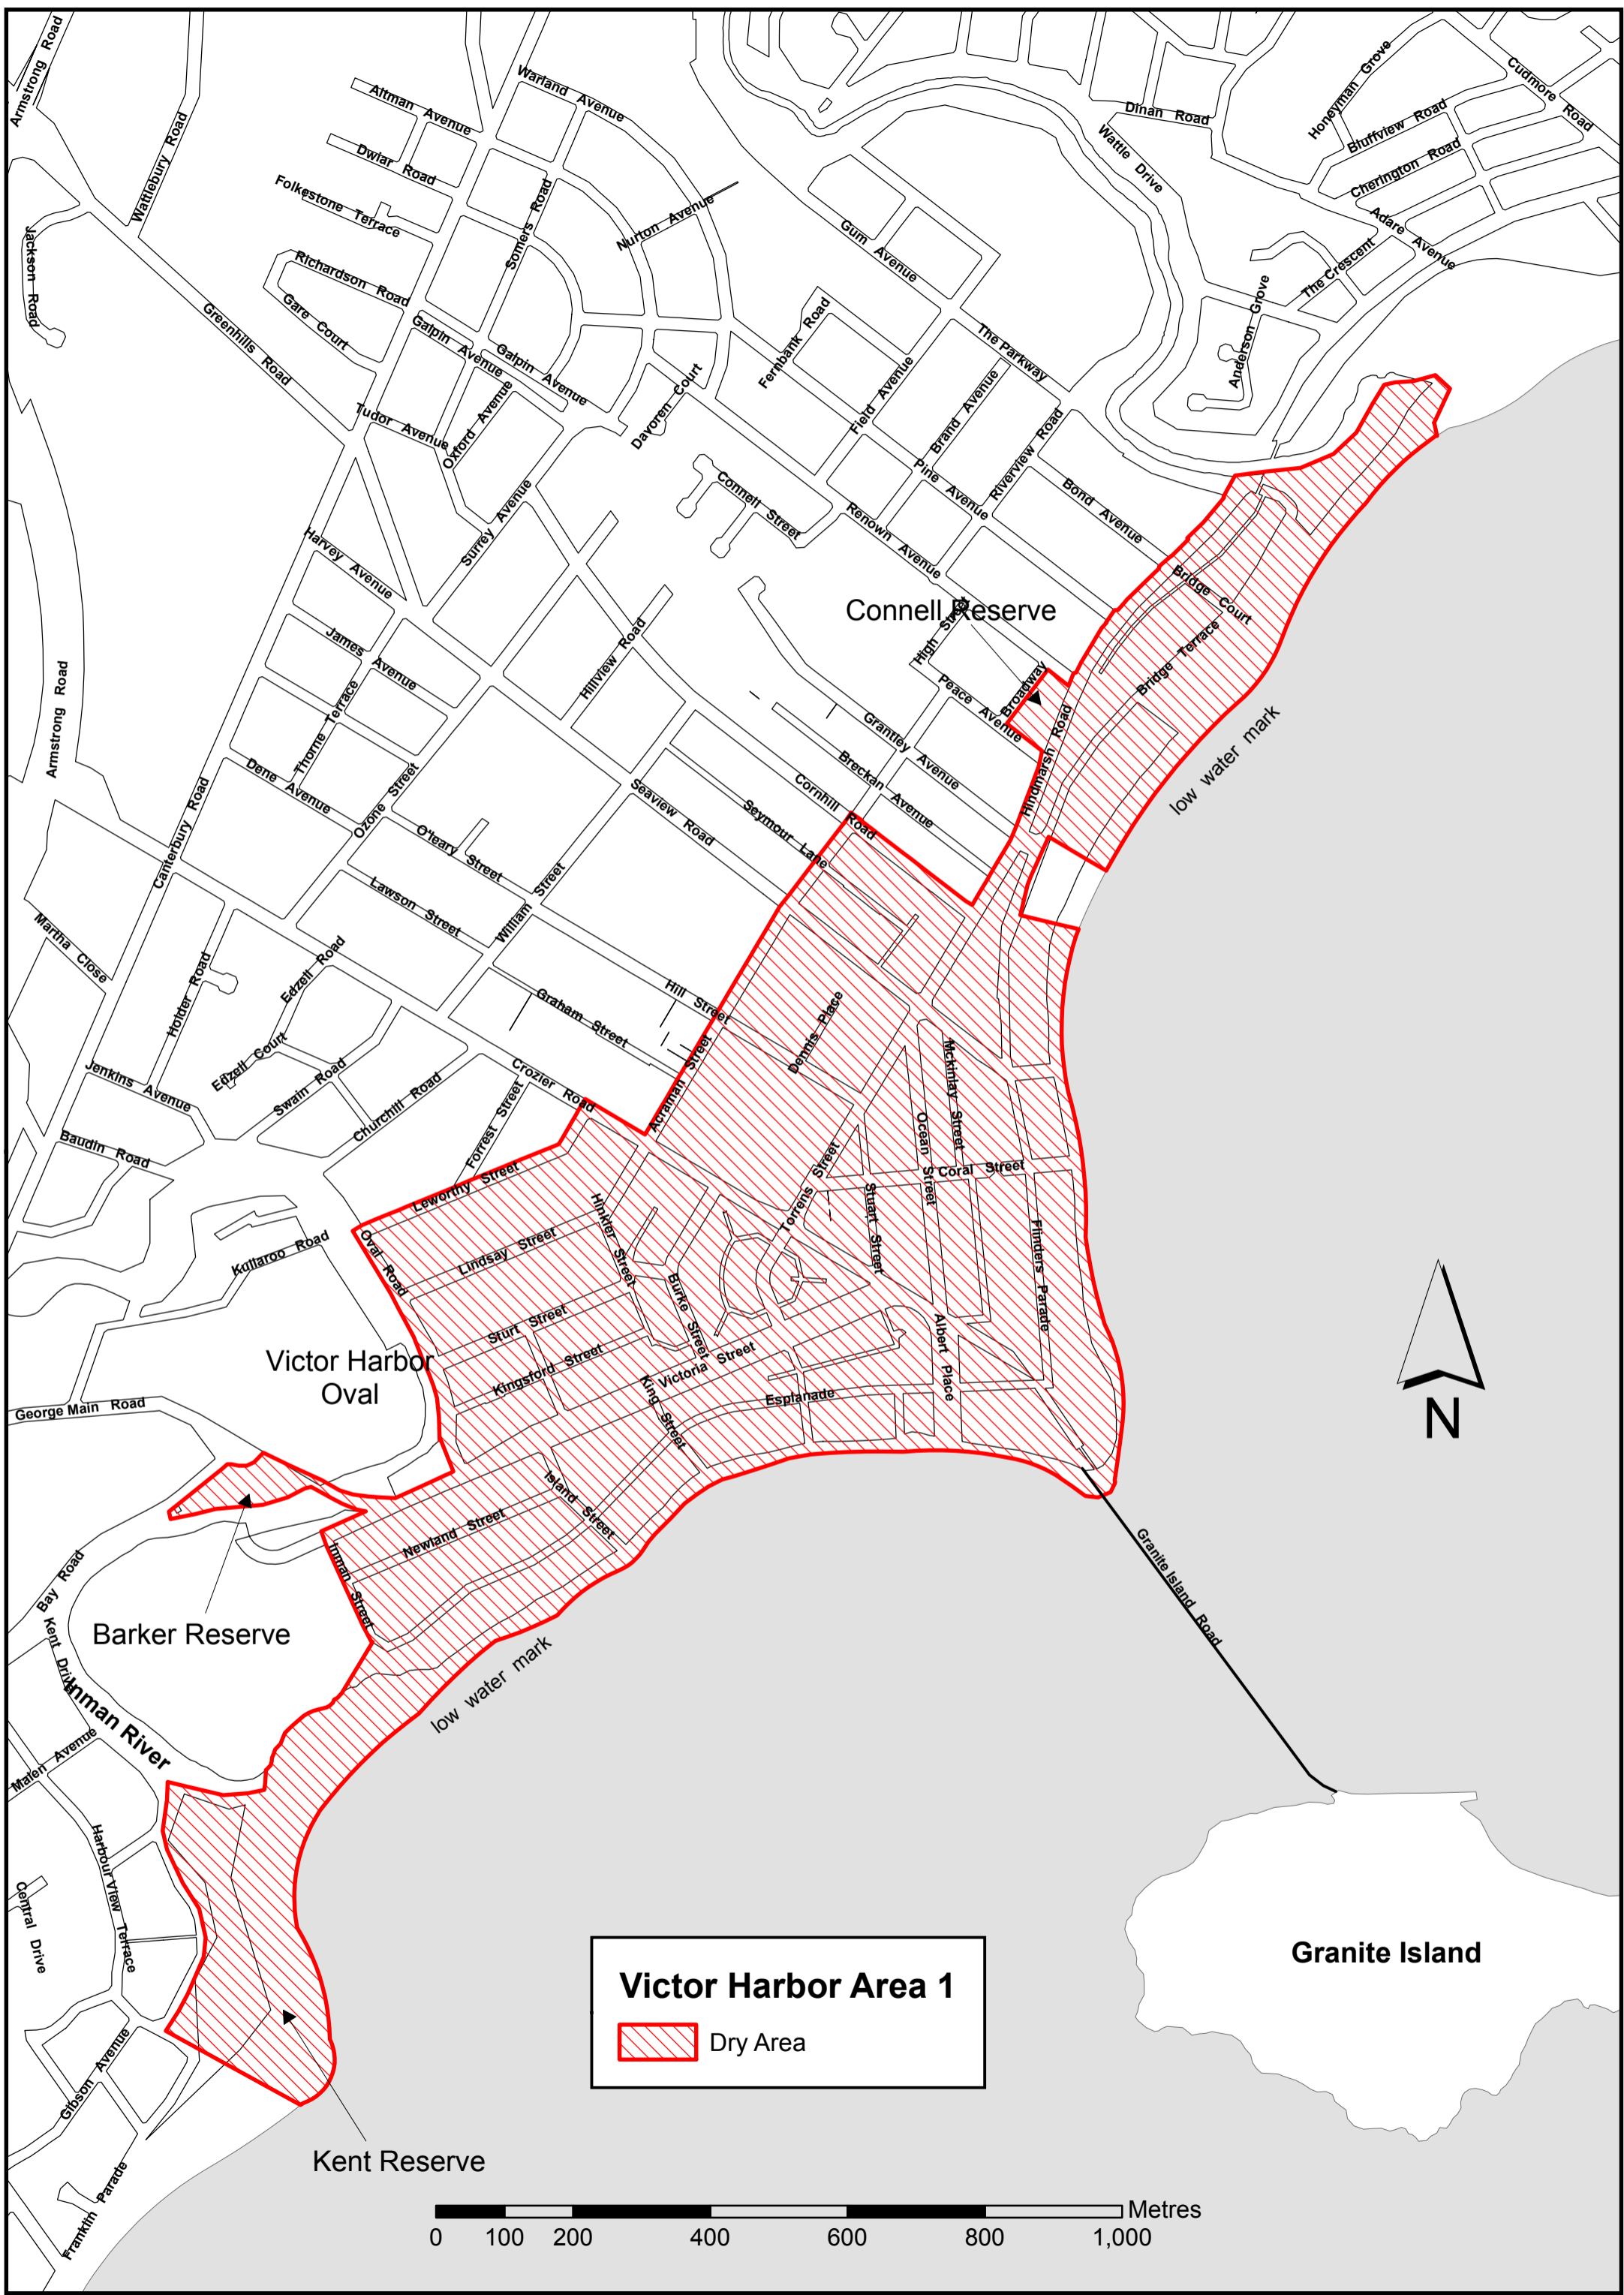 Armstrong Road
Wattlebury Road
Altman Avenue
Warland Avenue
Dwiar Road
Folkestone Terrace
Somers Road
Nurton Avenue
Richardson Road
Gare Court
Galpin Avenue
Galpin Avenue
Jackson Road
Greenhills Road
Tudor Avenue
Oxford Avenue
Davoren Court
Fernbank Road
Gum Avenue
The Parkway
Field Avenue
Brand Avenue
Riverview Road
Pine Avenue
Bond Avenue
Renown Avenue
Connell Street
Dinan Road
Wattle Drive
Honeyman Grove
Bluffview Road
Cherington Road
Cudmore Road
Adare Avenue
The Crescent
Anderson Grove
Harvey Avenue
Surrey Avenue
James Avenue
Thorne Terrace
Hillview Road
Connell Reserve
High Street
Broadway
Peace Avenue
Bridge Court
Bridge Terrace
Hindmarsh Road
low water mark
Armstrong Road
Canterbury Road
Dene Avenue
Ozone Street
O'leary Street
Lawson Street
William Street
Seaview Road
Seymour Lane
Cornhill Road
Breckan Avenue
Grantley Avenue
Martha Close
Holder Road
Edzell Road
Edzell Court
Graham Street
Hill Street
Dennis Place
Acraman Street
Crozier Road
Jenkins Avenue
Swain Road
Churchill Road
Forrest Street
Baudin Road
Leworthy Street
Mckinlay Street
Ocean Street
Coral Street
Torrens Street
Stuart Street
Flinders Parade
Kullaroo Road
Oval Road
Lindsay Street
Hinkler Street
Burke Street
Sturt Street
Kingsford Street
Victoria Street
King Street
Albert Place
Esplanade
Victor Harbor
Oval
George Main Road
Island Street
Newland Street
Inman Street
N
Bay Road
Kent Drive
Barker Reserve
Inman River
low water mark
Granite Island Road
Malen Avenue
Harbour View Terrace
Central Drive
Gibson Avenue
Franklin Parade
Kent Reserve
Granite Island
Victor Harbor Area 1
Dry Area
Metres
0 100 200 400 600 800 1,000